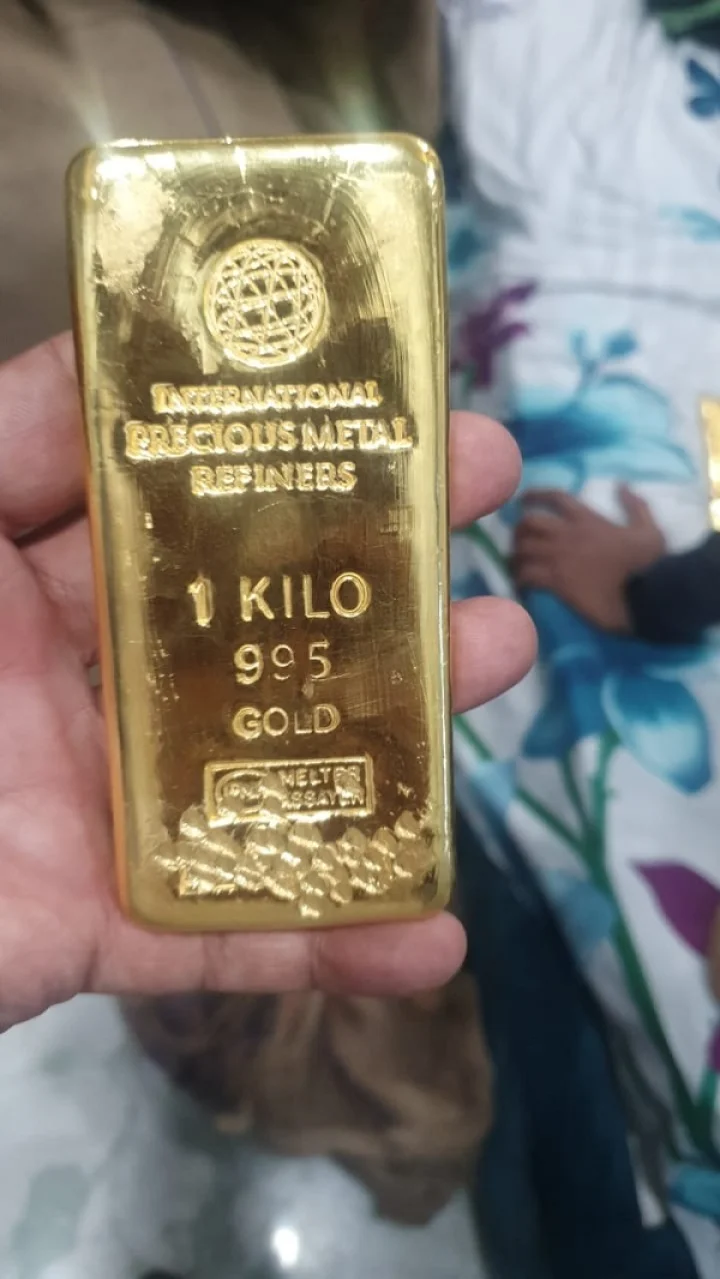 INTERNATIONAL
PRECIOUS METAL
REFINERS
1 KILO
995
GOLD
MELTER
ASSAYER